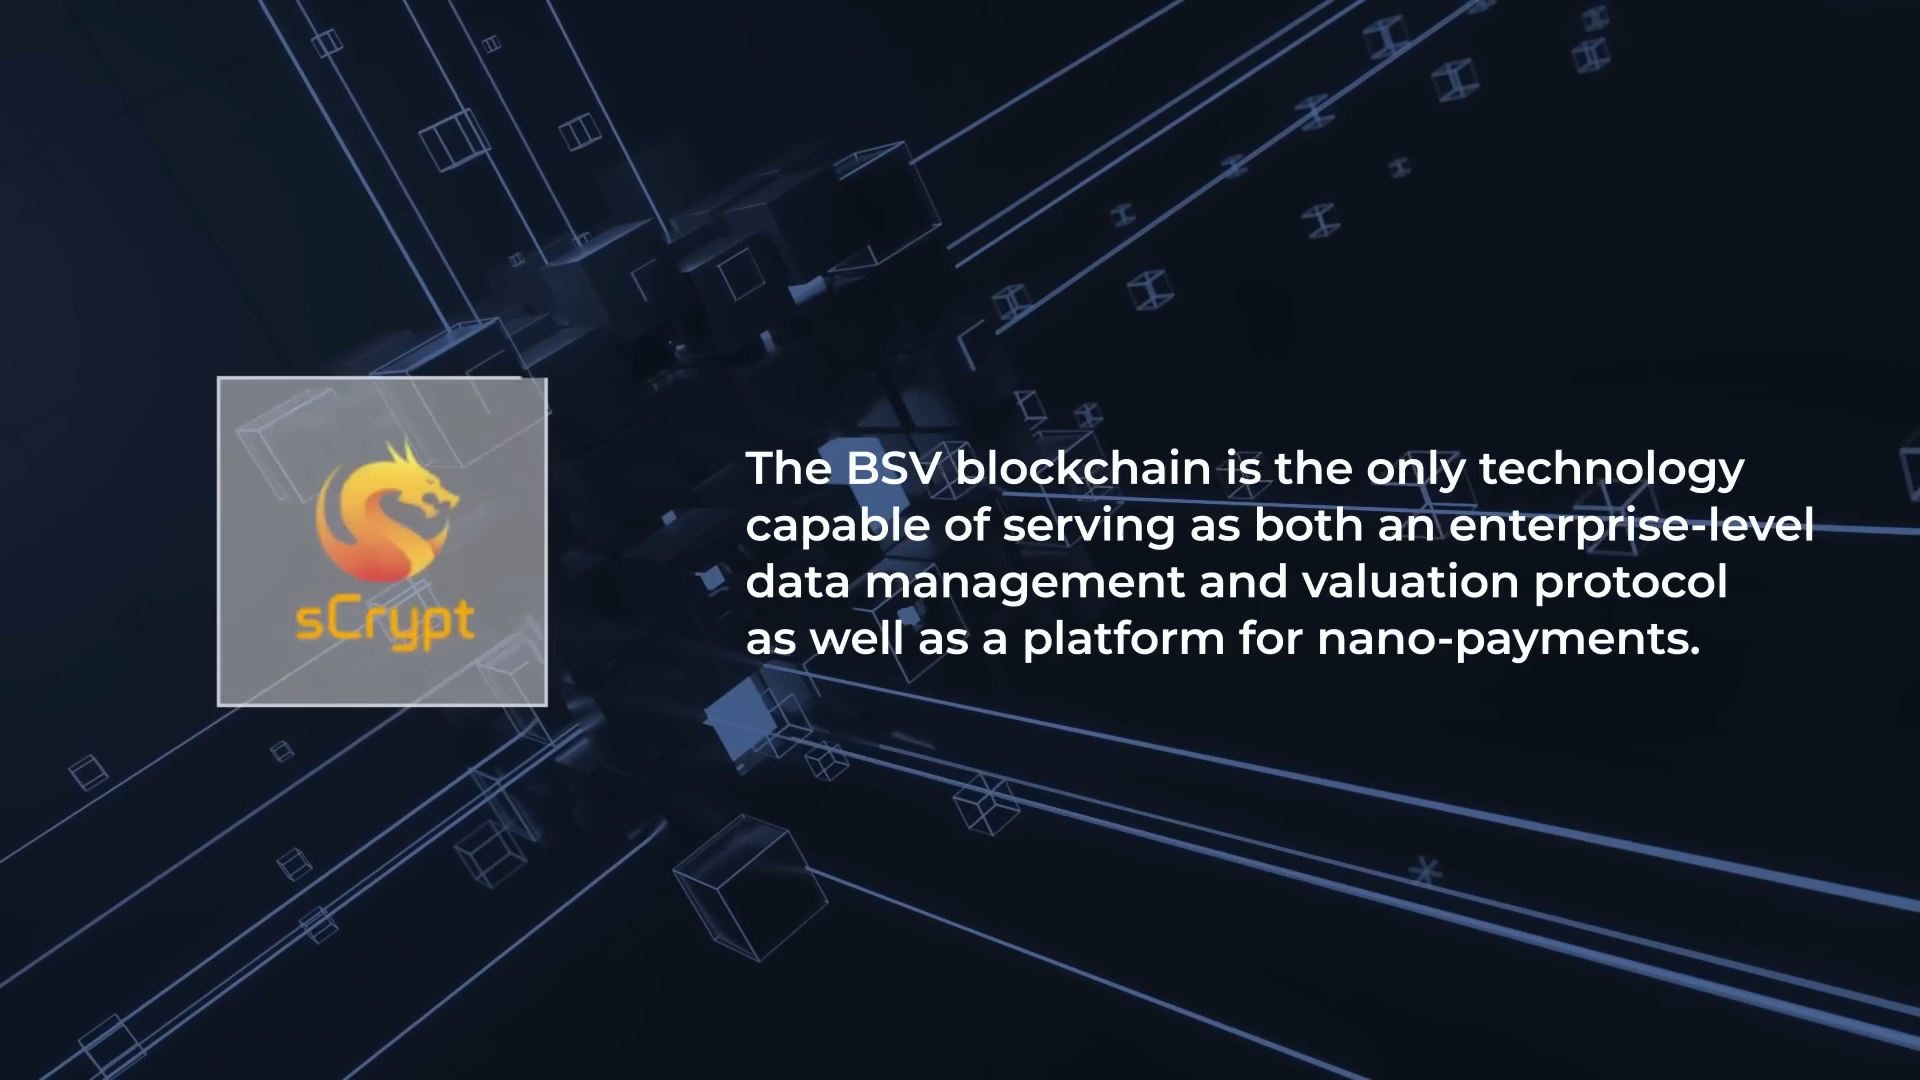 sCrypt
The BSV blockchain is the only technology
capable of serving as both an enterprise-level
data management and valuation protocol
as well as a platform for nano-payments.